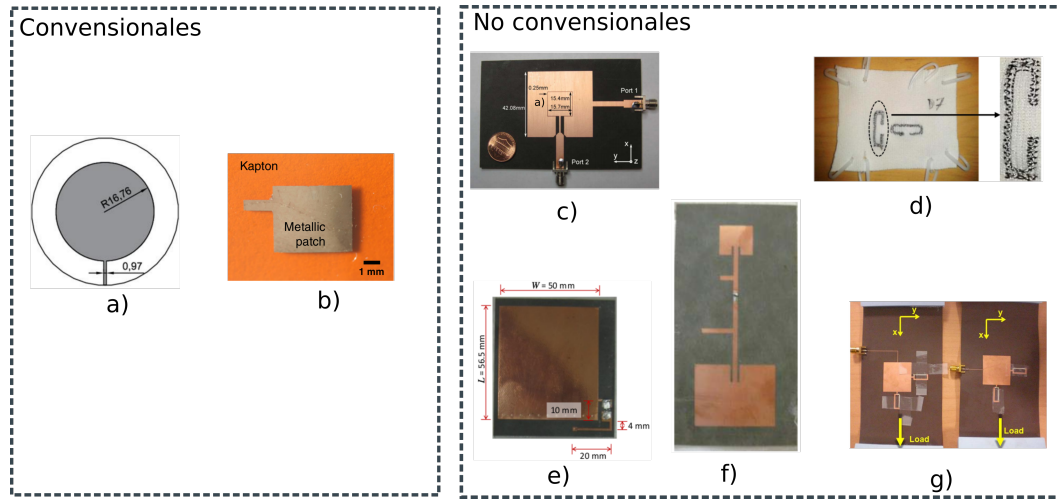 Convensionales
No convensionales
R16,76
0,97
a)
Kapton
Metallic
patch
1 mm
b)
0.25mm
a)
15.4mm
15.7mm
42.08mm
Port 1
Port 2
x
y
z
c)
d)
W = 50 mm
L = 56.5 mm
10 mm
4 mm
20 mm
e)
f)
y
x
Load
y
x
Load
g)